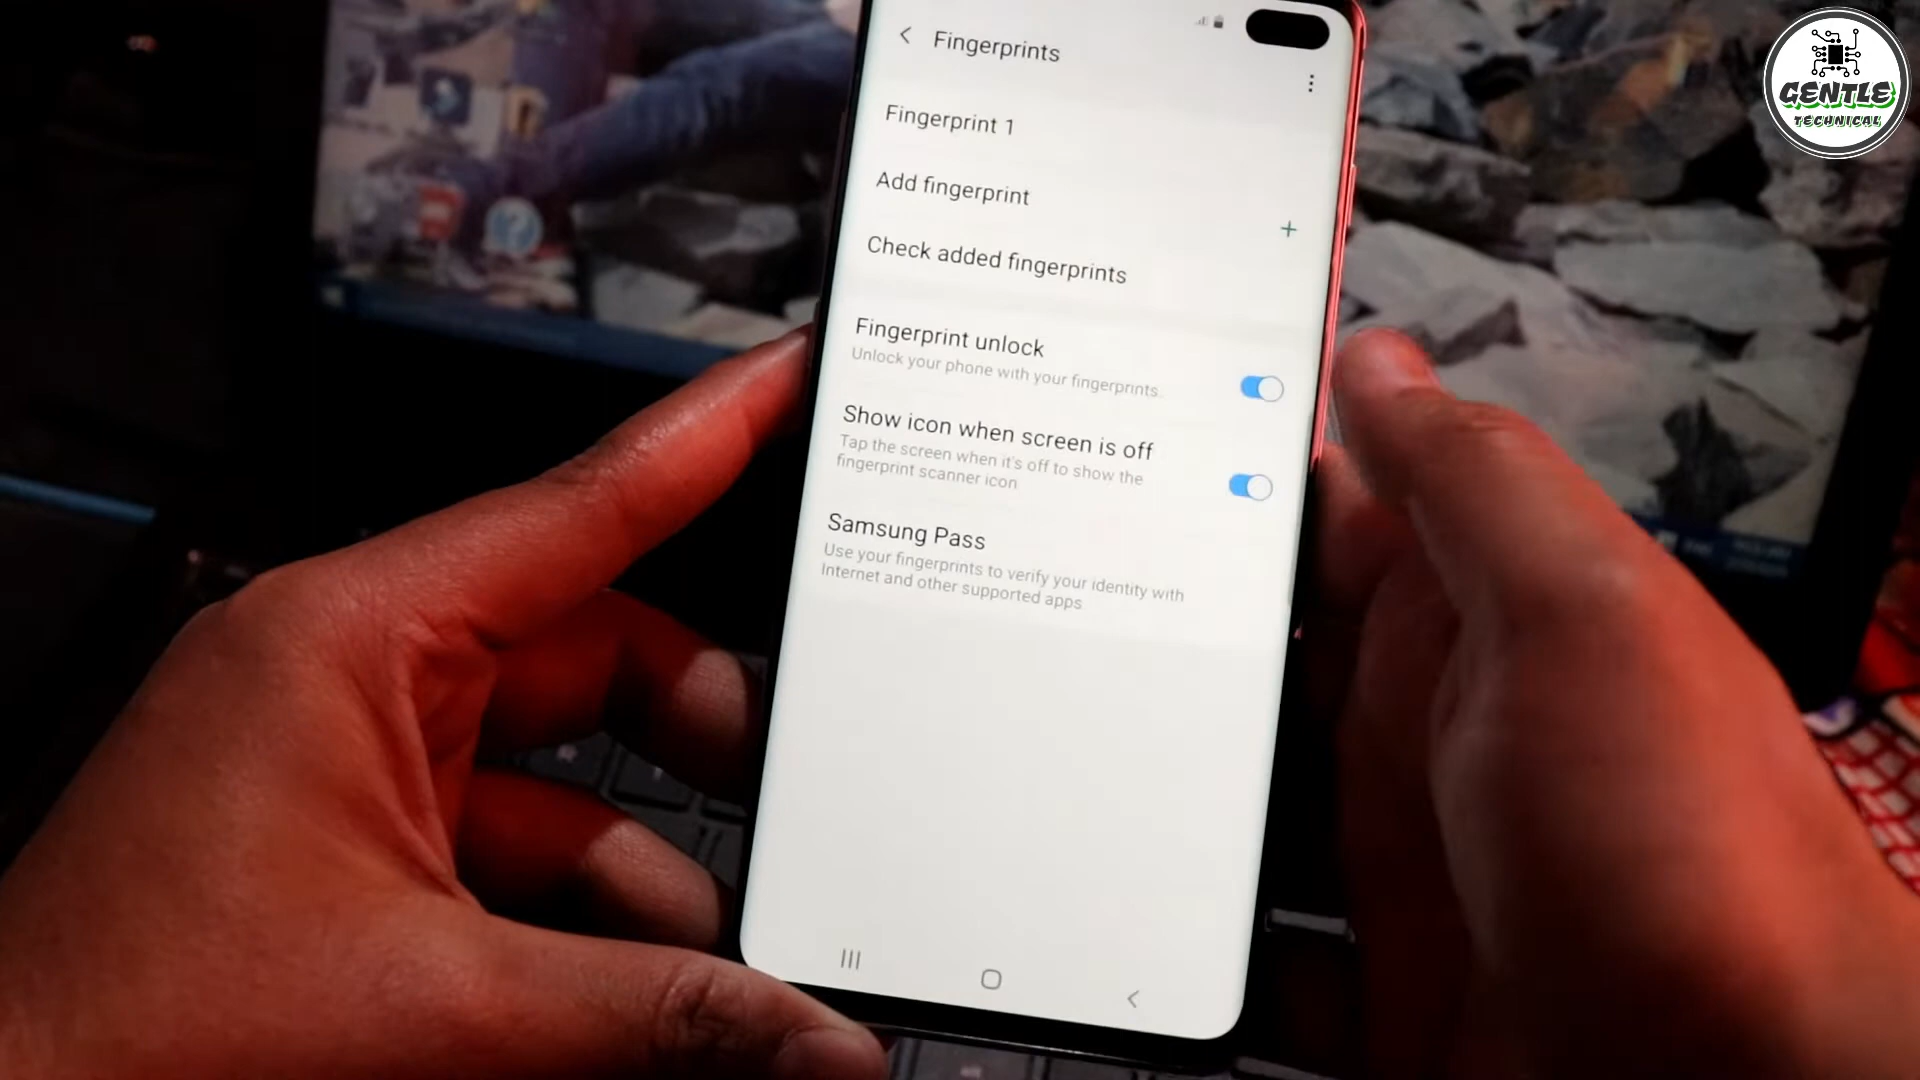 Fingerprints
Fingerprint 1
Add fingerprint
Check added fingerprints
Fingerprint unlock
Unlock your phone with your fingerprints.
Show icon when screen is off
Tap the screen when it's off to show the
fingerprint scanner icon
Samsung Pass
Use your fingerprints to verify your identity with
Internet and other supported apps
GENTLE
TECHNICAL